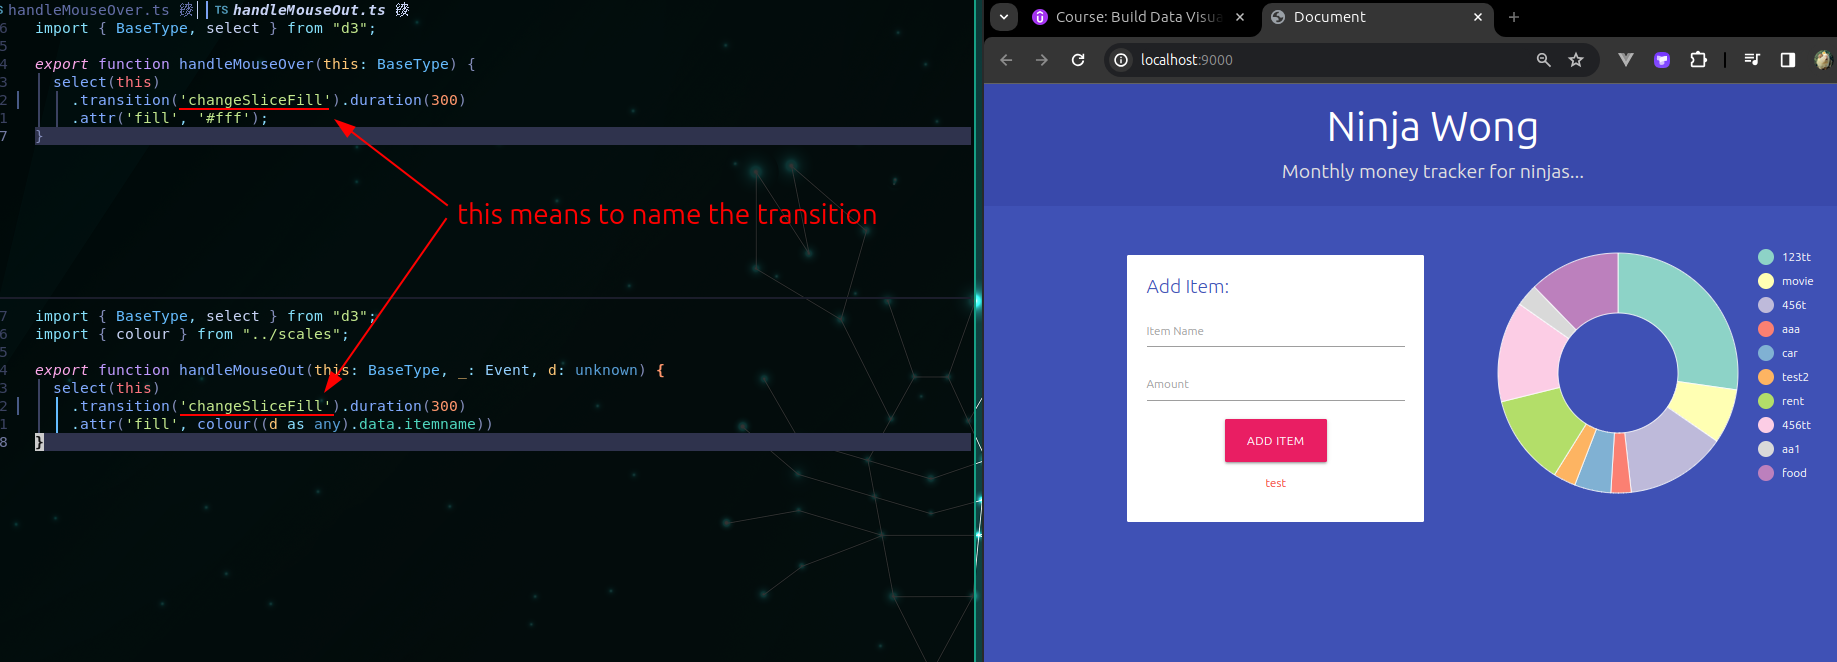 handleMouseOver.ts
TS handleMouseOut.ts
6 import { BaseType, select } from "d3";
5
4 export function handleMouseOver(this: BaseType) {
3 select(this)
2 .transition('changeSliceFill').duration(300)
1 .attr('fill', '#fff');
7 }
this means to name the transition
7 import { BaseType, select } from "d3";
6 import { colour } from "../scales";
5
4 export function handleMouseOut(this: BaseType, _: Event, d: unknown) {
3 select(this)
2 .transition('changeSliceFill').duration(300)
1 .attr('fill', colour((d as any).data.itemname))
8 }
Course: Build Data Visua
Document
localhost:9000
Ninja Wong
Monthly money tracker for ninjas...
Add Item:
Item Name
Amount
ADD ITEM
test
123tt
movie
456t
aaa
car
test2
rent
456tt
aa1
food